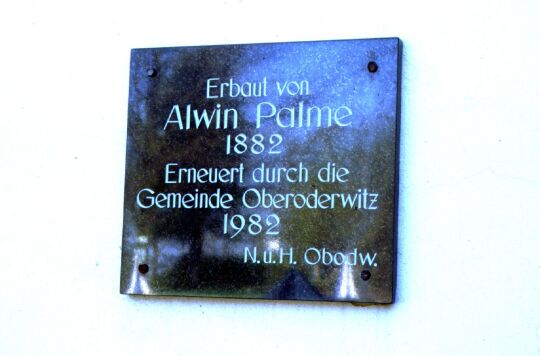 Erbaut von
Alwin Palme
1882
Erneuert durch die
Gemeinde Oberoderwitz
1982
N.u.H. Obodw.